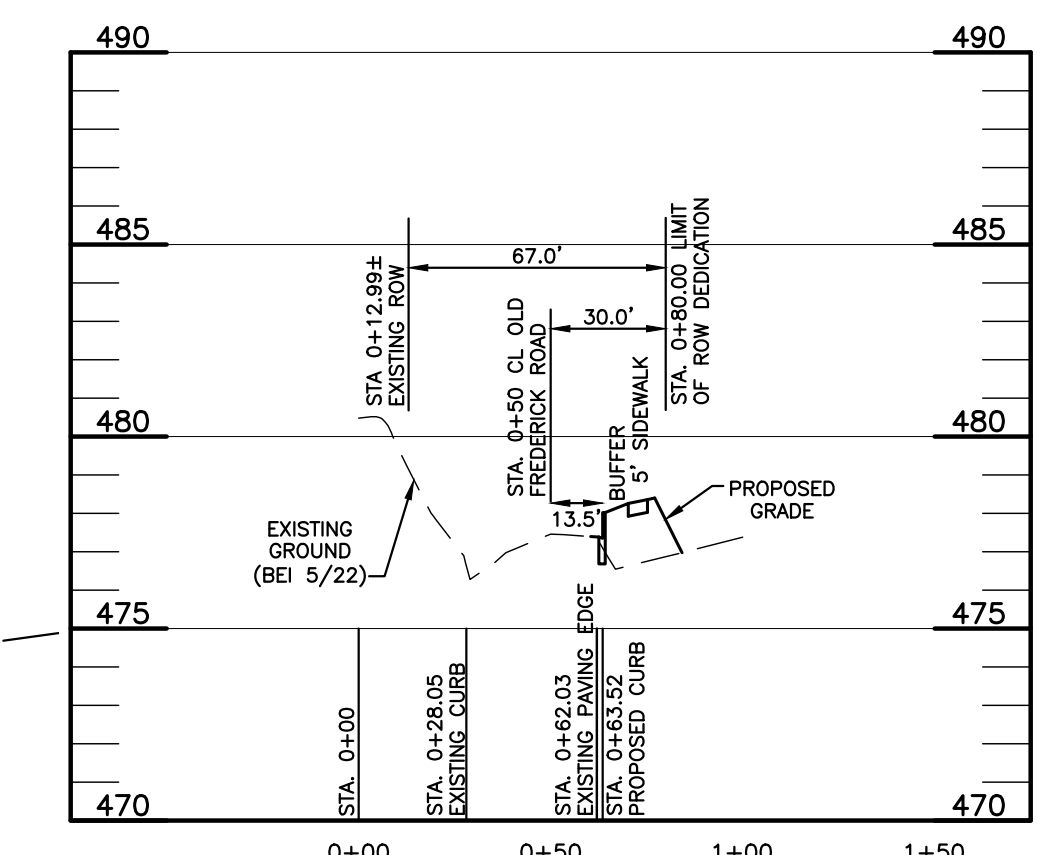 490
490
485
485
67.0'
STA 0+12.99±
EXISTING ROW
STA. 0+80.00 LIMIT
OF ROW DEDICATION
30.0'
STA. 0+50 CL OLD
FREDERICK ROAD
BUFFER
5' SIDEWALK
480
480
13.5'
PROPOSED
GRADE
EXISTING
GROUND
(BEI 5/22)
475
475
STA. 0+00
STA. 0+28.05
EXISTING CURB
STA. 0+62.03
EXISTING PAVING EDGE
STA. 0+63.52
PROPOSED CURB
470
470
0+00
0+50
1+00
1+50